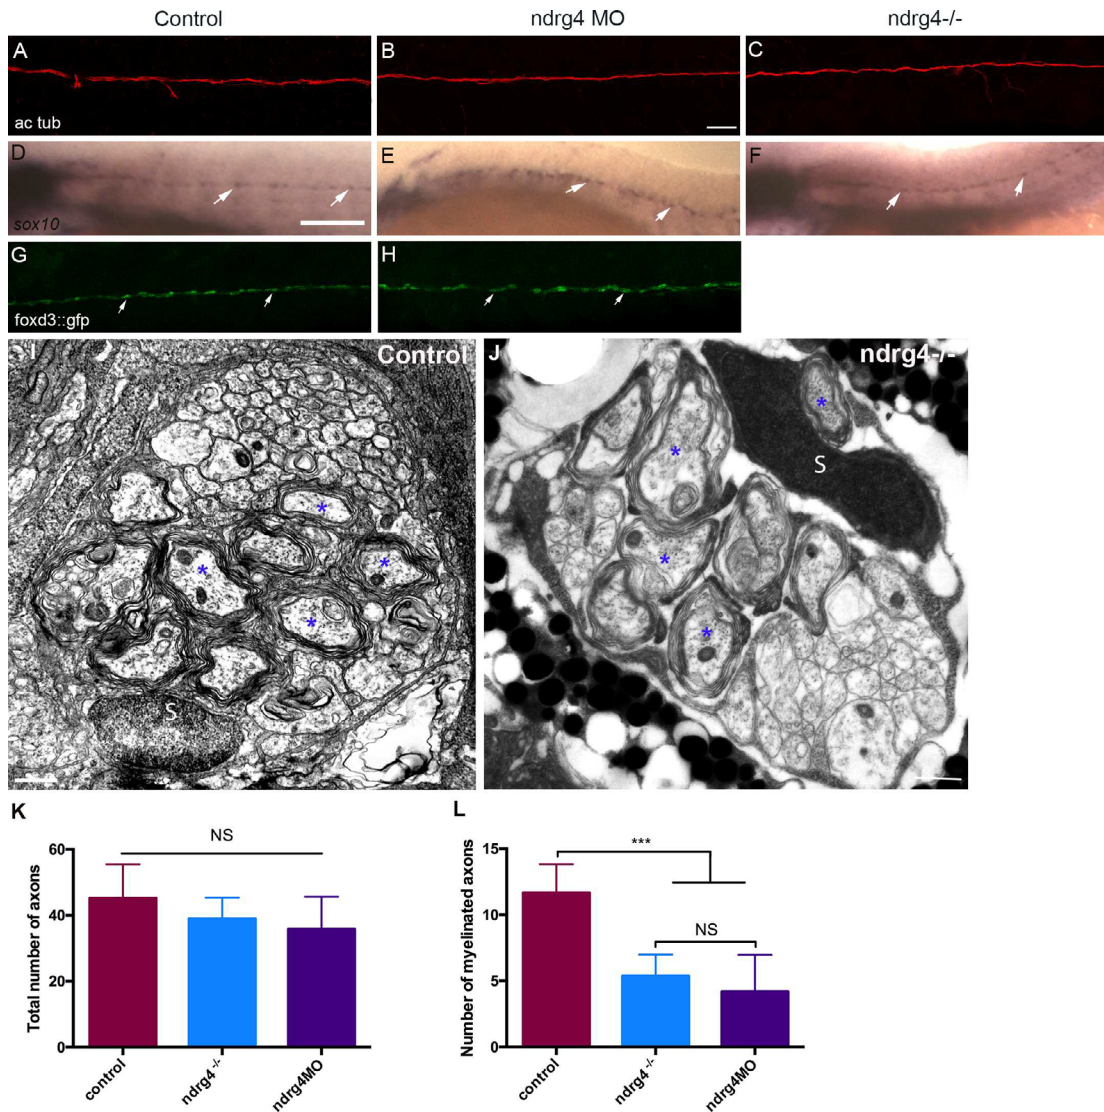 Control ndrg4 MO ndrg4-/-
A B C
ac tub
D E F
sox10
G H
foxd3::gfp
I Control J ndrg4-/-
* * * *
* * * *
S S
K L
NS
Total number of axons
60
40
20
0
control ndrg4-/- ndrg4MO
***
NS
Number of myelinated axons
15
10
5
0
control ndrg4-/- ndrg4MO